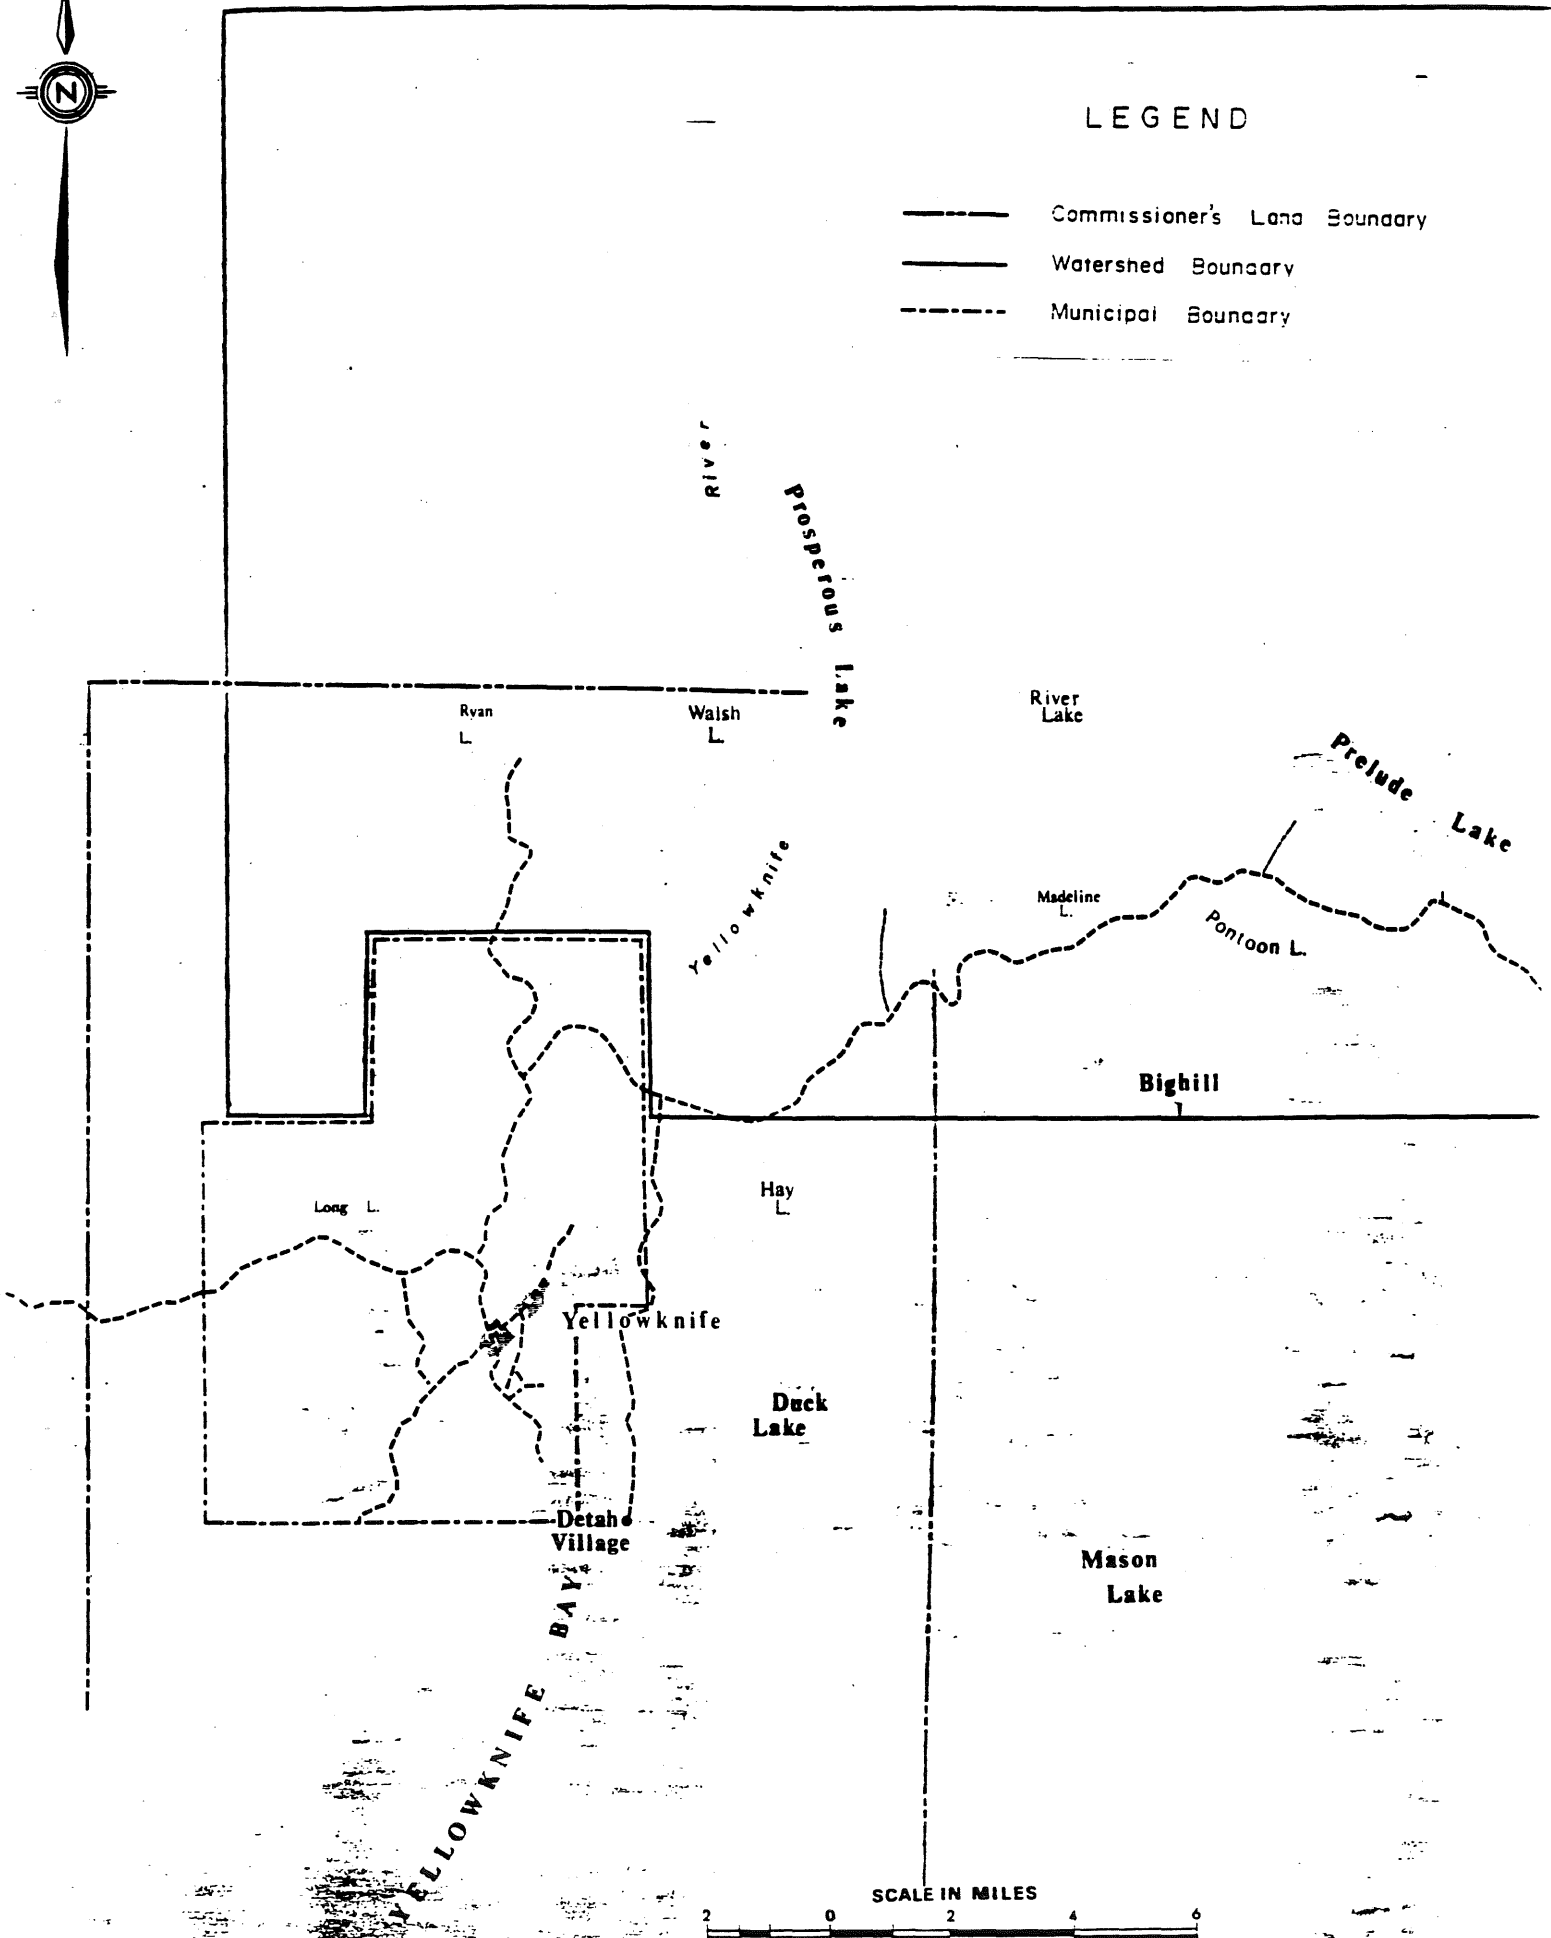 N
LEGEND
Commissioner's Land Boundary
Watershed Boundary
Municipal Boundary
River
Prosperous Lake
Ryan
L.
Walsh
L.
River
Lake
Prelude Lake
Yellowknife
Madeline
L.
Pontoon L.
Bighill
Hay
L.
Long L.
Yellowknife
Duck
Lake
Detah
Village
Mason
Lake
YELLOWKNIFE BAY
SCALE IN MILES
2 0 2 4 6